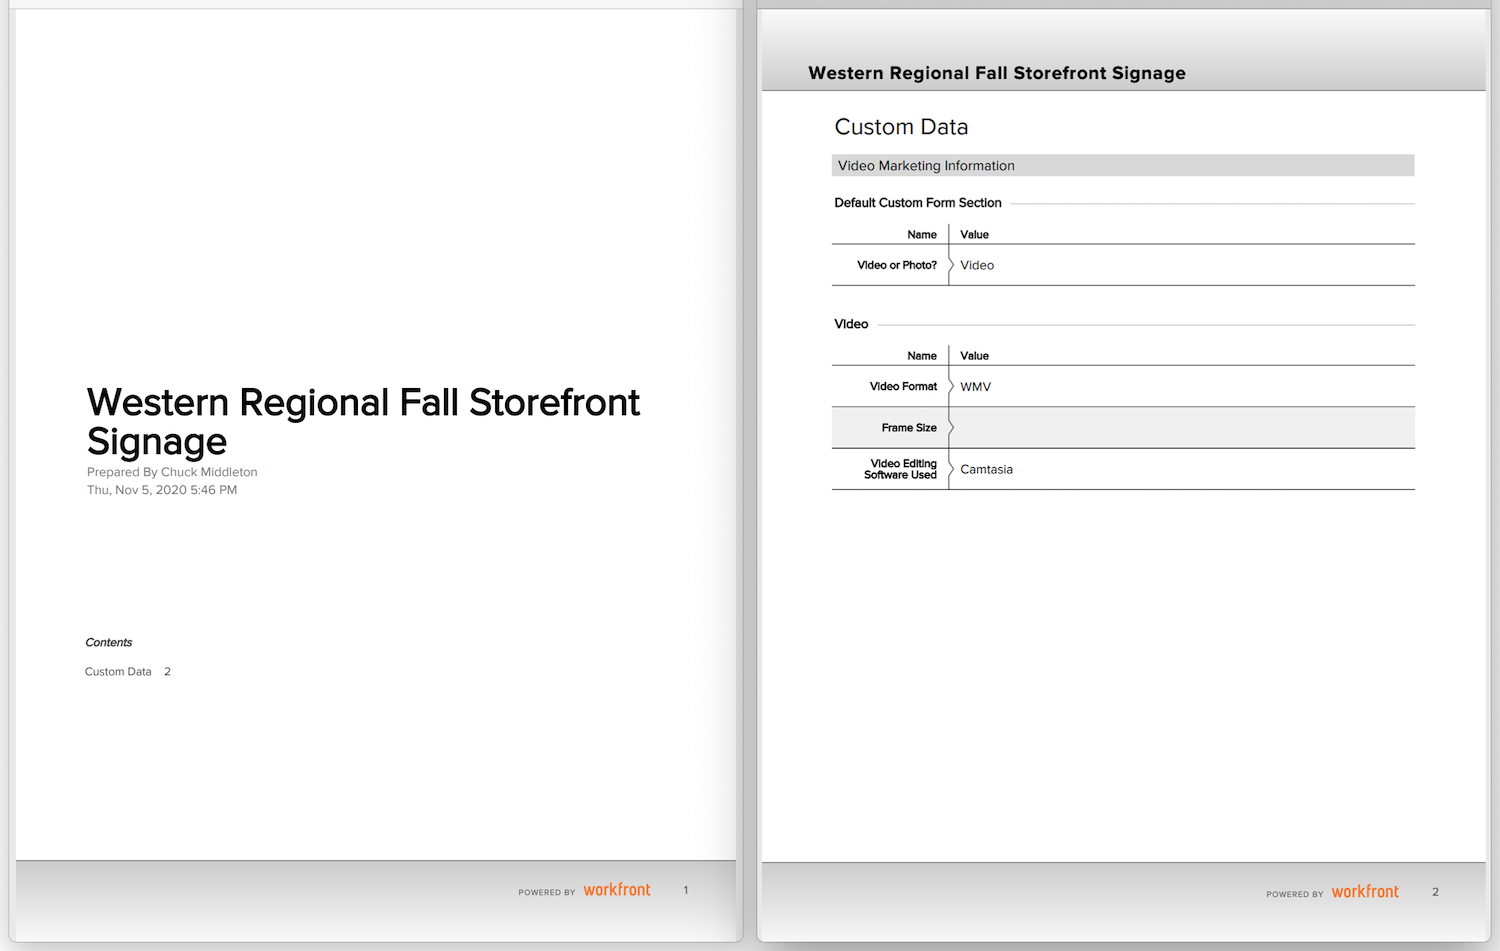 Western Regional Fall Storefront
Signage
Prepared By Chuck Middleton
Thu, Nov 5, 2020 5:46 PM
Contents
Custom Data 2
POWERED BY workfront 1
Western Regional Fall Storefront Signage
Custom Data
Video Marketing Information
Default Custom Form Section
Name Value
Video or Photo? Video
Video
Name Value
Video Format WMV
Frame Size
Video Editing
Software Used Camtasia
POWERED BY workfront 2